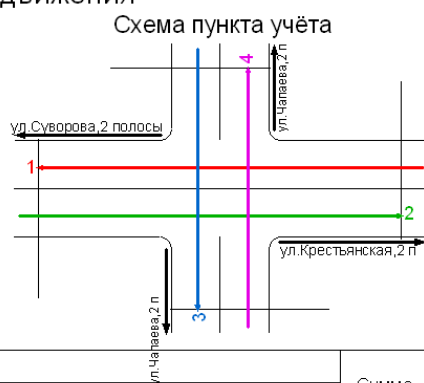 движения
Схема пункта учёта
4
ул.Чапаева,2 п
ул.Суворова,2 полосы
1
2
ул.Крестьянская,2 п
3
ул.Чапаева,2 п
Сумма